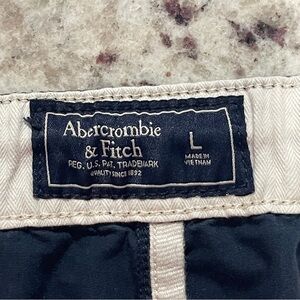 Abercrombie
& Fitch
REG. U.S. PAT. TRADEMARK
QUALITY SINCE 1892
L
MADE IN
VIETNAM